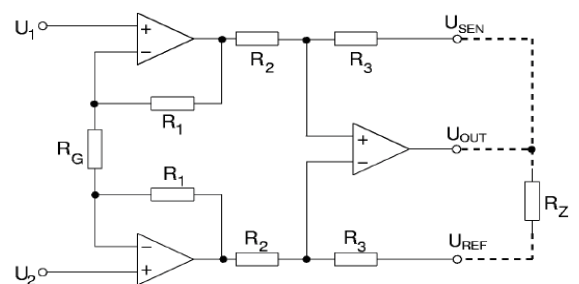 U1
+
−
R2
R3
USEN
R1
RG
+
−
UOUT
R1
RZ
−
+
R2
R3
UREF
U2